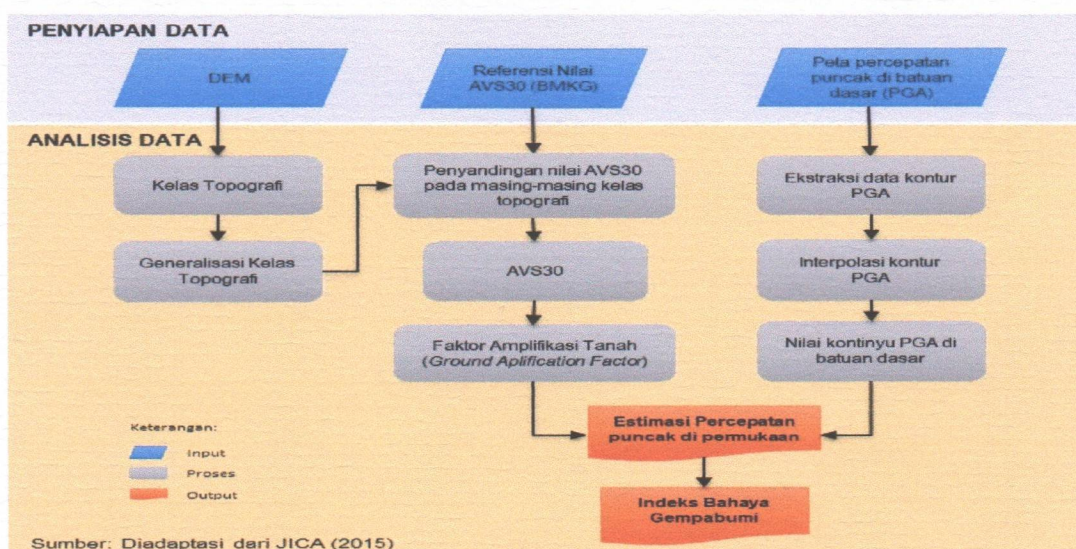 PENYIAPAN DATA
DEM
Referensi Nilai
AVS30 (BMKG)
Peta percepatan
puncak di batuan
dasar (PGA)
ANALISIS DATA
Kelas Topografi
Generalisasi Kelas
Topografi
Penyandingan nilai AVS30
pada masing-masing kelas
topografi
AVS30
Faktor Amplifikasi Tanah
(Ground Aplification Factor)
Ekstraksi data kontur
PGA
Interpolasi kontur
PGA
Nilai kontinyu PGA di
batuan dasar
Estimasi Percepatan
puncak di permukaan
Indeks Bahaya
Gempabumi
Keterangan:
Input
Proses
Output
Sumber: Diadaptasi dari JICA (2015)